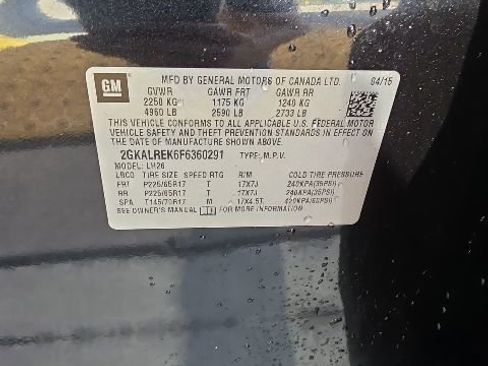 GM
MFD BY GENERAL MOTORS OF CANADA LTD. 04/15
GVWR GAWR FRT GAWR RR
2250 KG 1175 KG 1240 KG
4960 LB 2590 LB 2733 LB
THIS VEHICLE CONFORMS TO ALL APPLICABLE U.S. FEDERAL MOTOR
VEHICLE SAFETY AND THEFT PREVENTION STANDARDS IN EFFECT ON
THE DATE OF MANUFACTURE SHOWN ABOVE.
2GKALREK6F6360291 TYPE: M.P.V.
MODEL: LH26
LOCO TIRE SIZE SPEED RTG RIM COLD TIRE PRESSURE
FRT P225/65R17 T 17X7J 240KPA(35PSI)
RR P225/65R17 T 17X7J 240KPA(35PSI)
SPA T145/70R17 M 17X4.5T 420KPA(60PSI)
SEE OWNER'S MANUAL FOR MORE INFORMATION